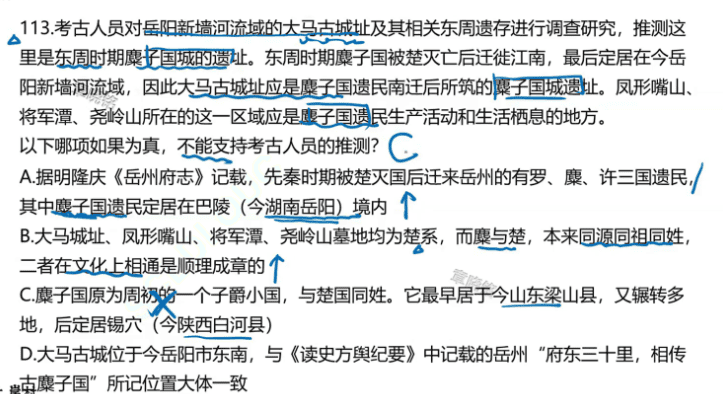 113.考古人员对岳阳新墙河流域的大马古城址及其相关东周遗存进行调查研究，推测这
里是东周时期麇子国城的遗址。东周时期麇子国被楚灭亡后迁徙江南，最后定居在今岳
阳新墙河流域，因此大马古城址应是麇子国遗民南迁后所筑的麇子国城遗址。凤形嘴山、
将军潭、尧岭山所在的这一区域应是麇子国遗民生产活动和生活栖息的地方。
以下哪项如果为真，不能支持考古人员的推测？ C
A.据明隆庆《岳州府志》记载，先秦时期被楚灭国后迁来岳州的有罗、麇、许三国遗民，
其中麇子国遗民定居在巴陵（今湖南岳阳）境内
B.大马城址、凤形嘴山、将军潭、尧岭山墓地均为楚系，而麇与楚，本来同源同祖同姓，
二者在文化上相通是顺理成章的
C.麇子国原为周初的一个子爵小国，与楚国同姓。它最早居于今山东梁山县，又辗转多
地，后定居锡穴（今陕西白河县）
D.大马古城位于今岳阳市东南，与《读史方舆纪要》中记载的岳州“府东三十里，相传
古麇子国”所记位置大体一致